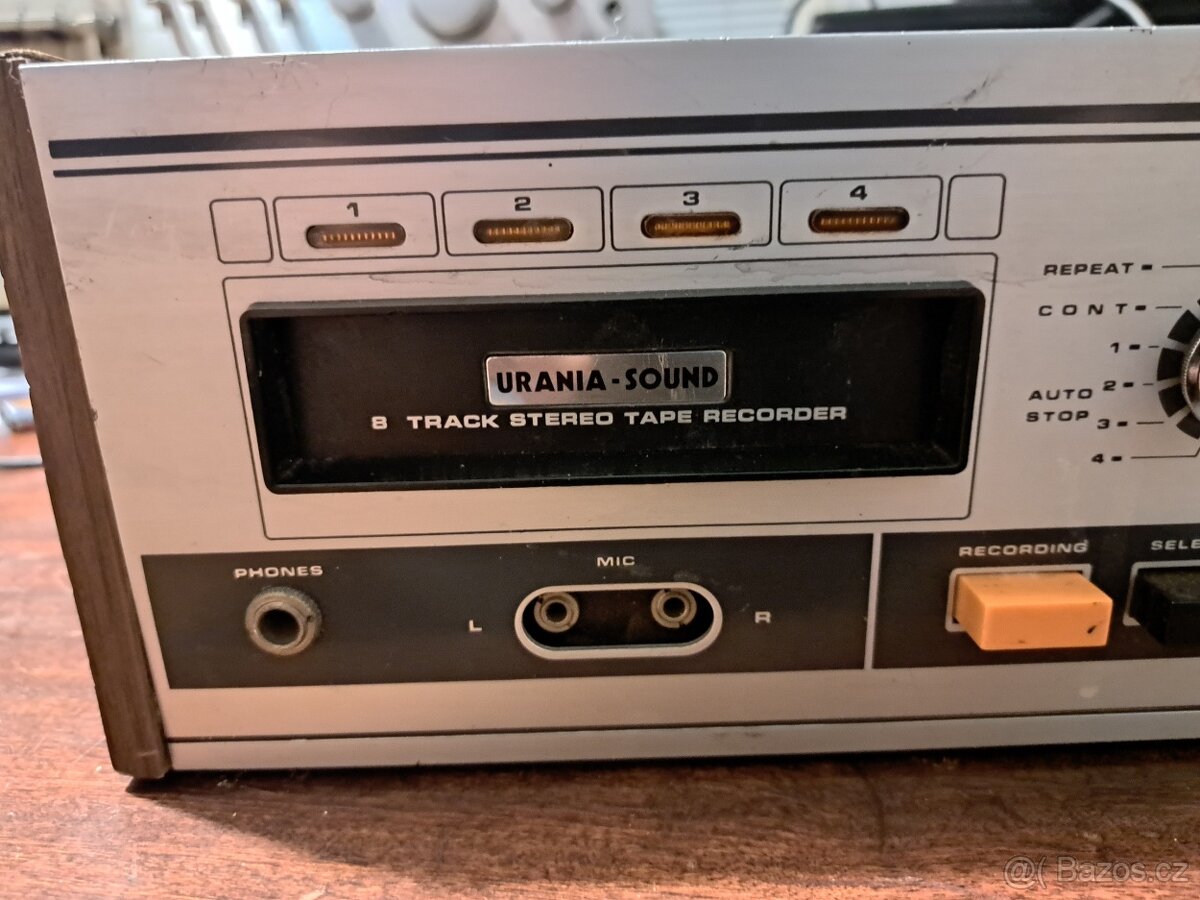 1 2 3 4
URANIA-SOUND
8 TRACK STEREO TAPE RECORDER
REPEAT
CONT
1
AUTO STOP
2
3
4
PHONES
MIC
L
R
RECORDING
SELE
@( Bazos.cz